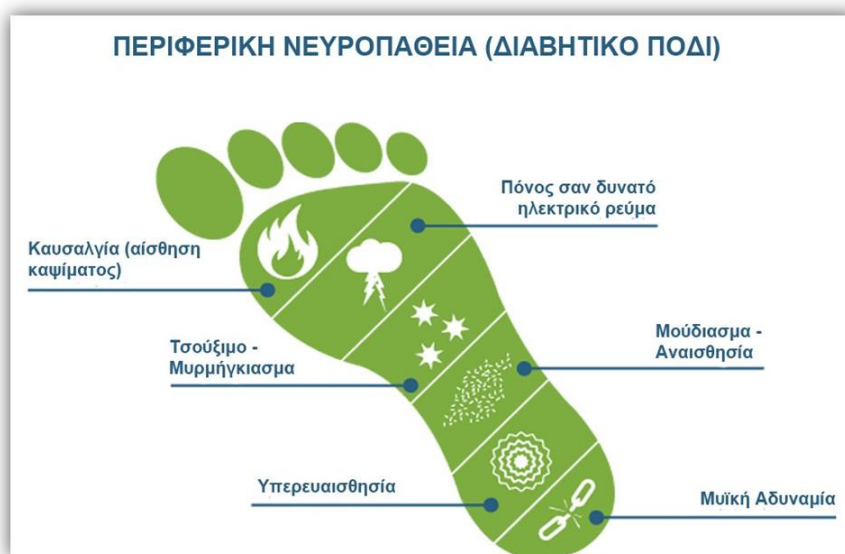 ΠΕΡΙΦΕΡΙΚΗ ΝΕΥΡΟΠΑΘΕΙΑ (ΔΙΑΒΗΤΙΚΟ ΠΟΔΙ)
Πόνος σαν δυνατό
ηλεκτρικό ρεύμα
Καυσαλγία (αίσθηση
καψίματος)
Μούδιασμα -
Αναισθησία
Τσούξιμο -
Μυρμήγκιασμα
Υπερευαισθησία
Μυϊκή Αδυναμία